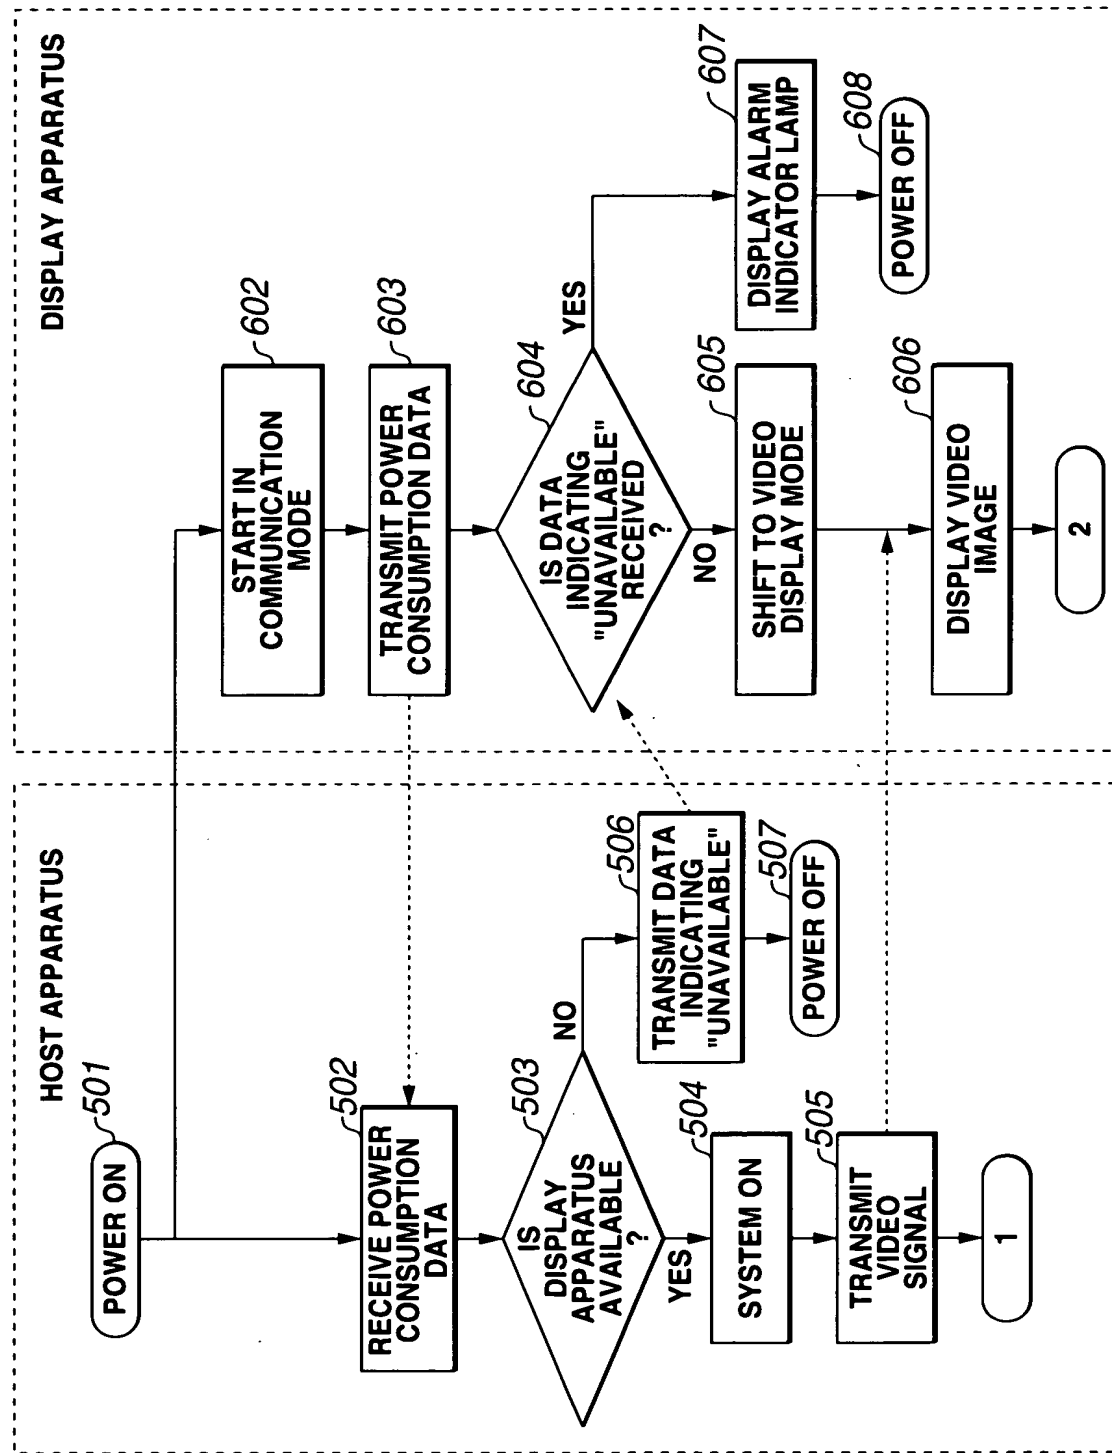 HOST APPARATUS
POWER ON
501
RECEIVE POWER
CONSUMPTION
DATA
502
IS
DISPLAY
APPARATUS
AVAILABLE
?
503
NO
YES
SYSTEM ON
504
TRANSMIT
VIDEO
SIGNAL
505
1
TRANSMIT DATA
INDICATING
"UNAVAILABLE"
506
POWER OFF
507
DISPLAY APPARATUS
START IN
COMMUNICATION
MODE
602
TRANSMIT POWER
CONSUMPTION DATA
603
IS DATA
INDICATING
"UNAVAILABLE"
RECEIVED
?
604
YES
NO
SHIFT TO VIDEO
DISPLAY MODE
605
DISPLAY VIDEO
IMAGE
606
2
DISPLAY ALARM
INDICATOR LAMP
607
POWER OFF
608